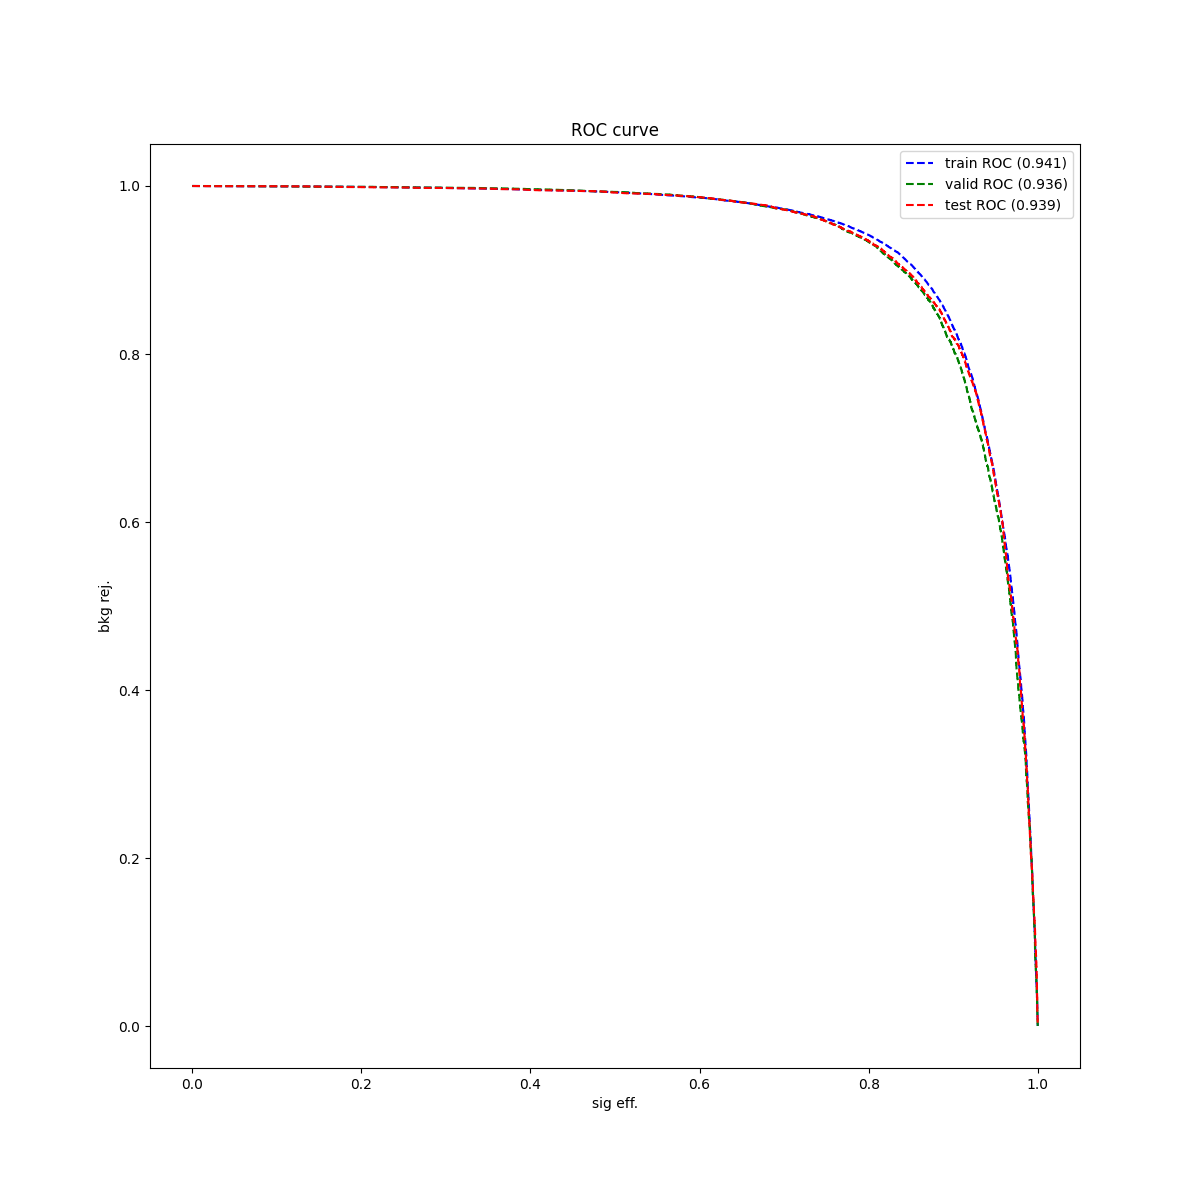 ROC curve
train ROC (0.941)
valid ROC (0.936)
test ROC (0.939)
1.0
0.8
0.6
0.4
0.2
0.0
bkg rej.
0.0 0.2 0.4 0.6 0.8 1.0
sig eff.